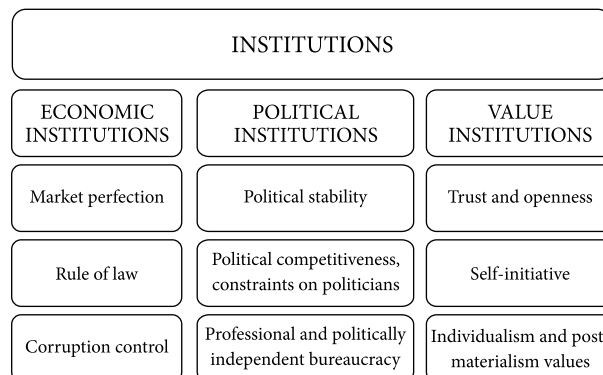 INSTITUTIONS
ECONOMIC
INSTITUTIONS
POLITICAL
INSTITUTIONS
VALUE
INSTITUTIONS
Market perfection
Political stability
Trust and openness
Rule of law
Political competitiveness,
constraints on politicians
Self-initiative
Corruption control
Professional and politically
independent bureaucracy
Individualism and post
materialism values